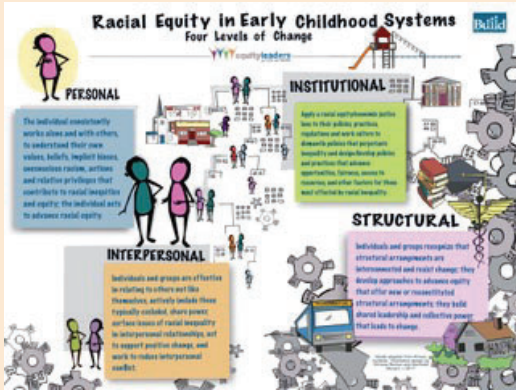 Racial Equity in Early Childhood Systems
Four Levels of Change
Build
equityleaders
PERSONAL
The individual consistently
works alone and with others,
to understand their own
values, beliefs, implicit biases,
unconscious racism, actions
and relative privileges that
contribute to racial inequities
and equity; the individual acts
to advance racial equity
INSTITUTIONAL
Apply a racial equity/economic justice
lens to their policies, practices,
regulations and work culture to
dismantle policies that perpetuate
inequality and design/develop policies
and practices that advance
opportunities, fairness, access to
resources, and other factors for those
most effected by racial inequality.
INTERPERSONAL
Individuals and groups are effective
in relating to others not like
themselves, actively include those
typically excluded, share power,
surface issues of racial inequality
in interpersonal relationships, act
to support positive change, and
work to reduce interpersonal
conflict.
STRUCTURAL
Individuals and groups recognize that
structural arrangements are
interconnected and resist change; they
develop approaches to advance equity
that offer new or reconstituted
structural arrangements; they build
shared leadership and collective power
that leads to change.